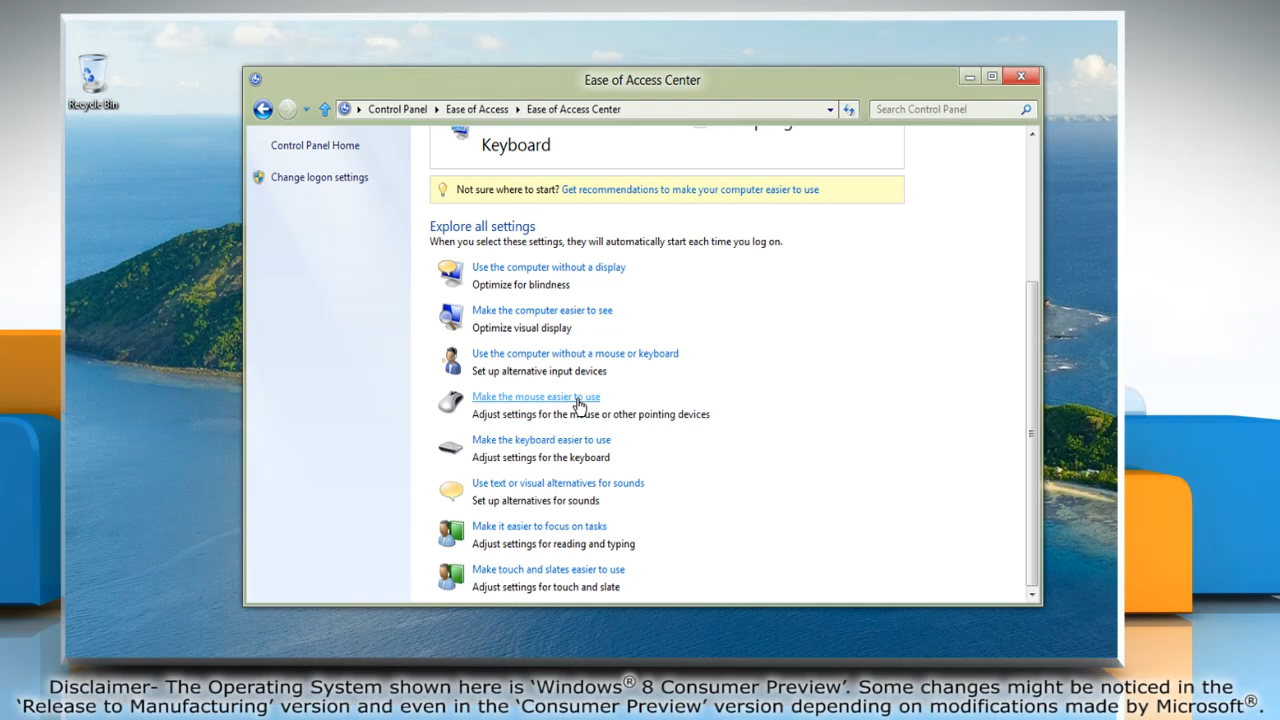 Recycle Bin
Ease of Access Center
Control Panel Ease of Access Ease of Access Center
Search Control Panel
Control Panel Home
Change logon settings
Keyboard
Not sure where to start? Get recommendations to make your computer easier to use
Explore all settings
When you select these settings, they will automatically start each time you log on.
Use the computer without a display
Optimize for blindness
Make the computer easier to see
Optimize visual display
Use the computer without a mouse or keyboard
Set up alternative input devices
Make the mouse easier to use
Adjust settings for the mouse or other pointing devices
Make the keyboard easier to use
Adjust settings for the keyboard
Use text or visual alternatives for sounds
Set up alternatives for sounds
Make it easier to focus on tasks
Adjust settings for reading and typing
Make touch and slates easier to use
Adjust settings for touch and slate
Disclaimer- The Operating System shown here is ‘Windows® 8 Consumer Preview’. Some changes might be noticed in the
‘Release to Manufacturing’ version and even in the ‘Consumer Preview’ version depending on modifications made by Microsoft®.